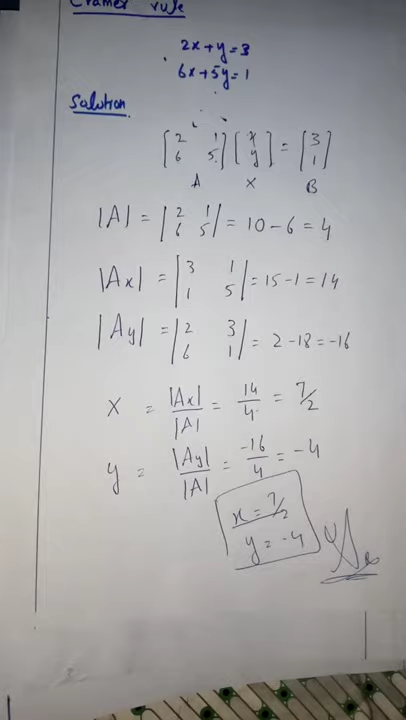 Cramer rule
2x+y=3
6x+5y=1
Solution
[2 1
6 5] [x
y] = [3
1]
A X B
|A| = |2 1
6 5| = 10-6 = 4
|Ax| = |3 1
1 5| = 15-1 = 14
|Ay| = |2 3
6 1| = 2-18 = -16
X = |Ax|/|A| = 14/4 = 7/2
y = |Ay|/|A| = -16/4 = -4
x = 7/2
y = -4